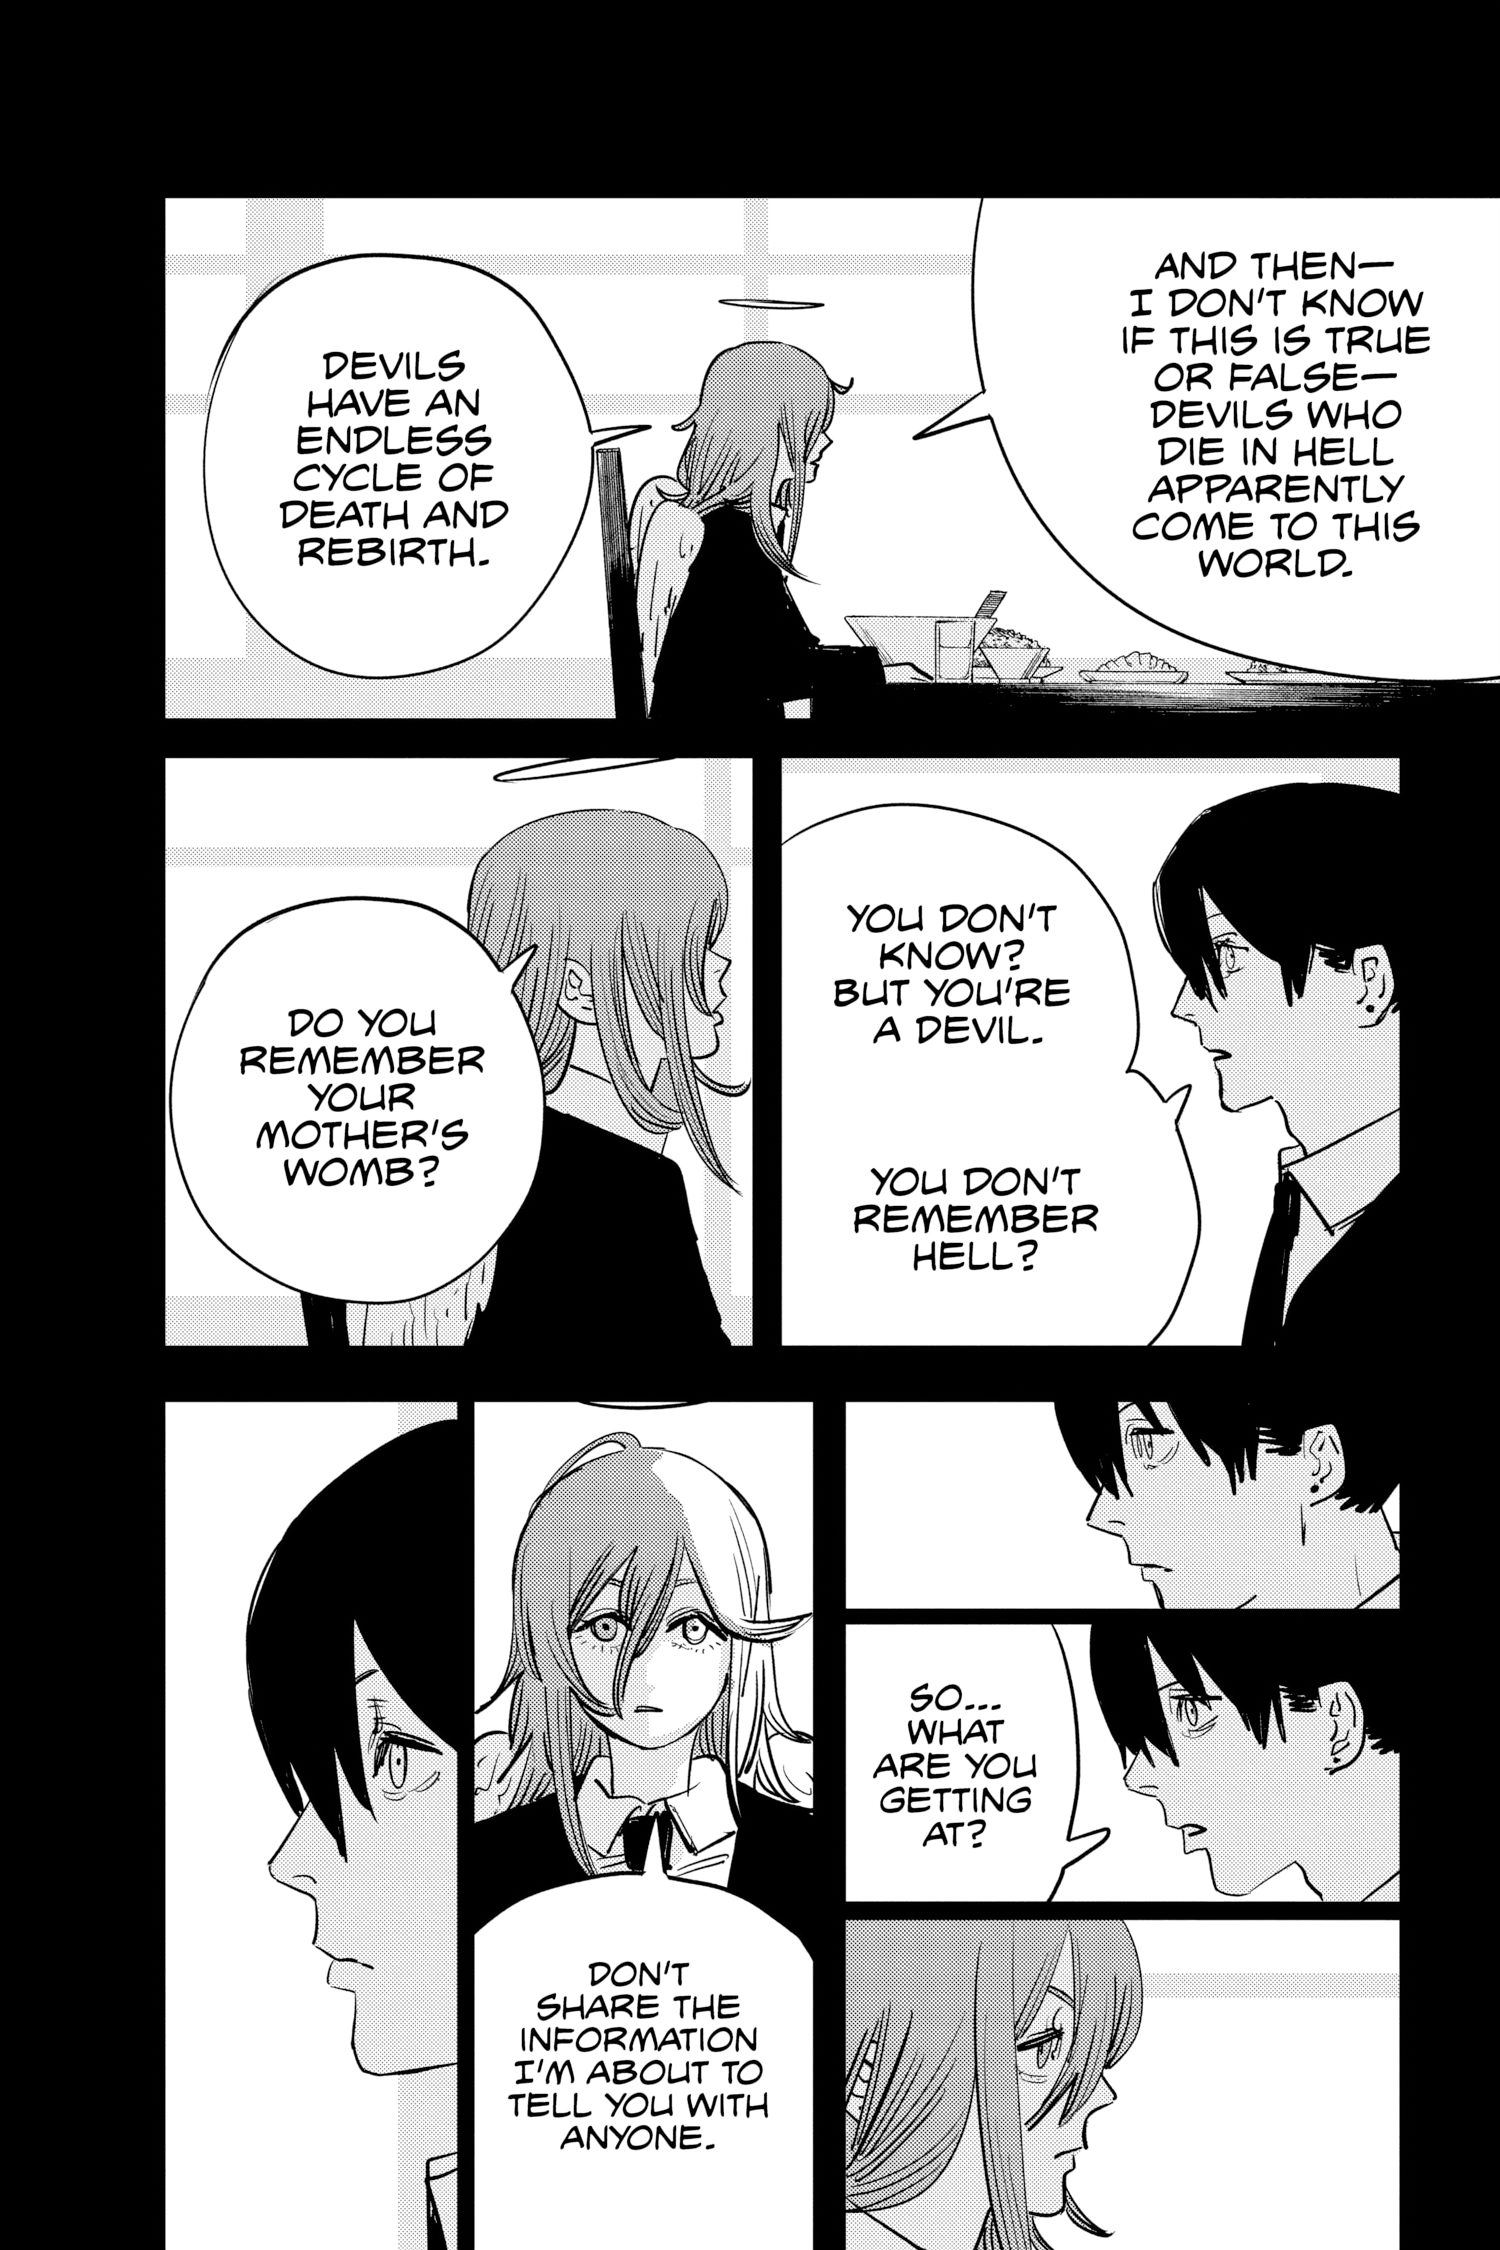 AND THEN—
I DON'T KNOW
IF THIS IS TRUE
OR FALSE—
DEVILS WHO
DIE IN HELL
APPARENTLY
COME TO THIS
WORLD.
DEVILS
HAVE AN
ENDLESS
CYCLE OF
DEATH AND
REBIRTH.
YOU DON'T
KNOW?
BUT YOU'RE
A DEVIL.
YOU DON'T
REMEMBER
HELL?
DO YOU
REMEMBER
YOUR
MOTHER'S
WOMB?
SO...
WHAT
ARE YOU
GETTING
AT?
DON'T
SHARE THE
INFORMATION
I'M ABOUT TO
TELL YOU WITH
ANYONE.